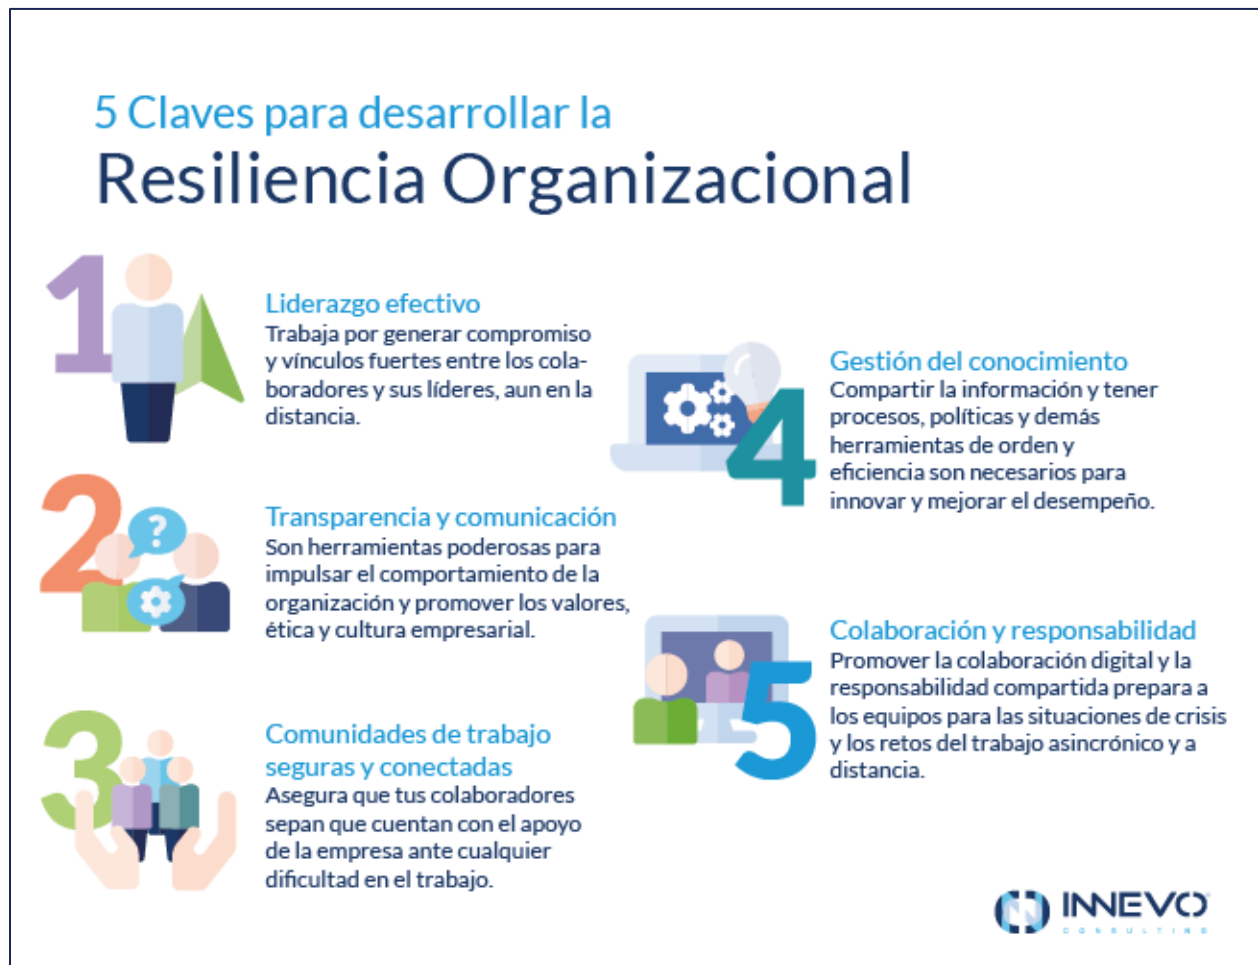 5 Claves para desarrollar la
Resiliencia Organizacional
1
Liderazgo efectivo
Trabaja por generar compromiso
y vínculos fuertes entre los cola-
boradores y sus líderes, aun en la
distancia.
2
?
Transparencia y comunicación
Son herramientas poderosas para
impulsar el comportamiento de la
organización y promover los valores,
ética y cultura empresarial.
3
Comunidades de trabajo
seguras y conectadas
Asegura que tus colaboradores
sepan que cuentan con el apoyo
de la empresa ante cualquier
dificultad en el trabajo.
4
Gestión del conocimiento
Compartir la información y tener
procesos, políticas y demás
herramientas de orden y
eficiencia son necesarios para
innovar y mejorar el desempeño.
5
Colaboración y responsabilidad
Promover la colaboración digital y la
responsabilidad compartida prepara a
los equipos para las situaciones de crisis
y los retos del trabajo asincrónico y a
distancia.
INNEVO
CONSULTING